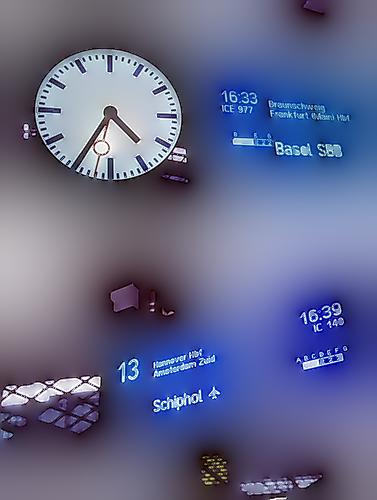 16:33
ICE 977
Braunschweig
Frankfurt (Main) Hbf
Basel SBB
13
Hannover Hbf
Amsterdam Zuid
Schiphol
16:39
IC 140
A B C D E F G